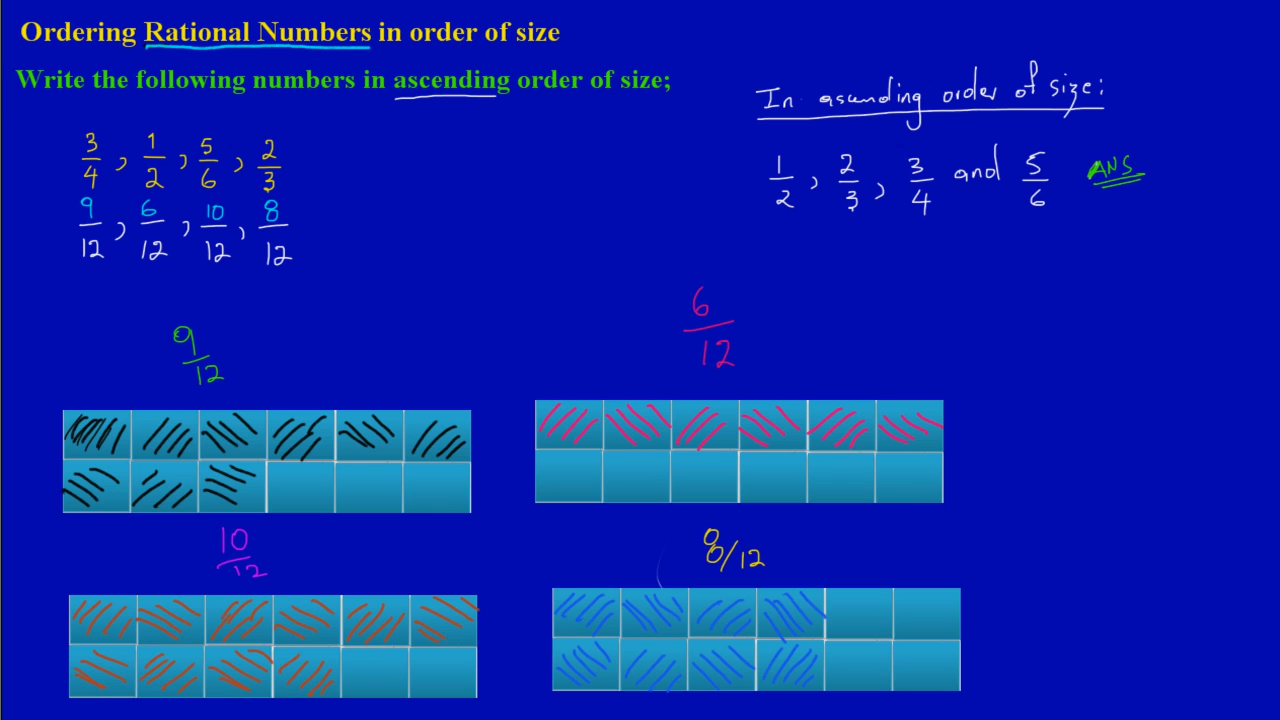 Ordering Rational Numbers in order of size
Write the following numbers in ascending order of size;
In ascending order of size:
3/4, 1/2, 5/6, 2/3
9/12, 6/12, 10/12, 8/12
1/2, 2/3, 3/4 and 5/6 ANS
9/12
6/12
10/12
8/12